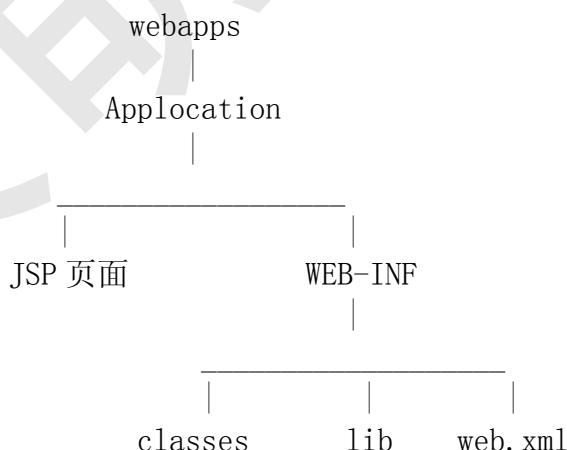 webapps
Applocation
JSP 页面 WEB-INF
classes lib web.xml